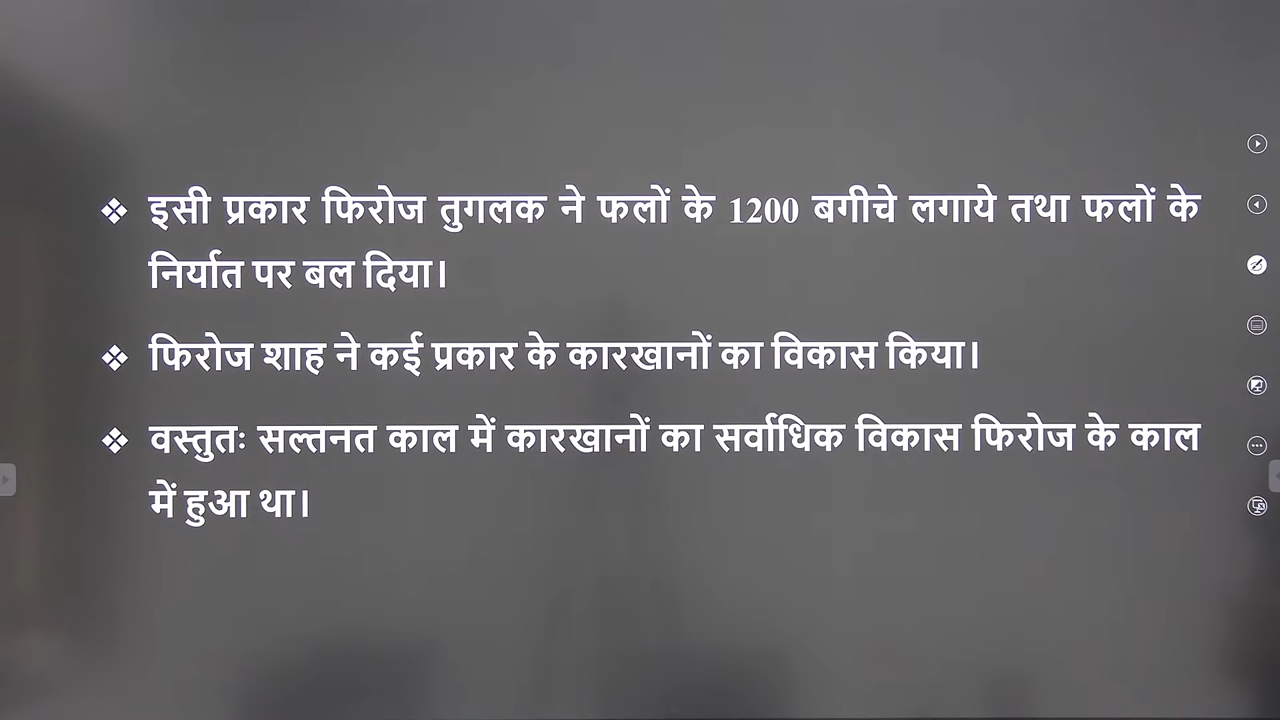 ❖ इसी प्रकार फिरोज तुगलक ने फलों के 1200 बगीचे लगाये तथा फलों के
निर्यात पर बल दिया।
❖ फिरोज शाह ने कई प्रकार के कारखानों का विकास किया।
❖ वस्तुतः सल्तनत काल में कारखानों का सर्वाधिक विकास फिरोज के काल
में हुआ था।